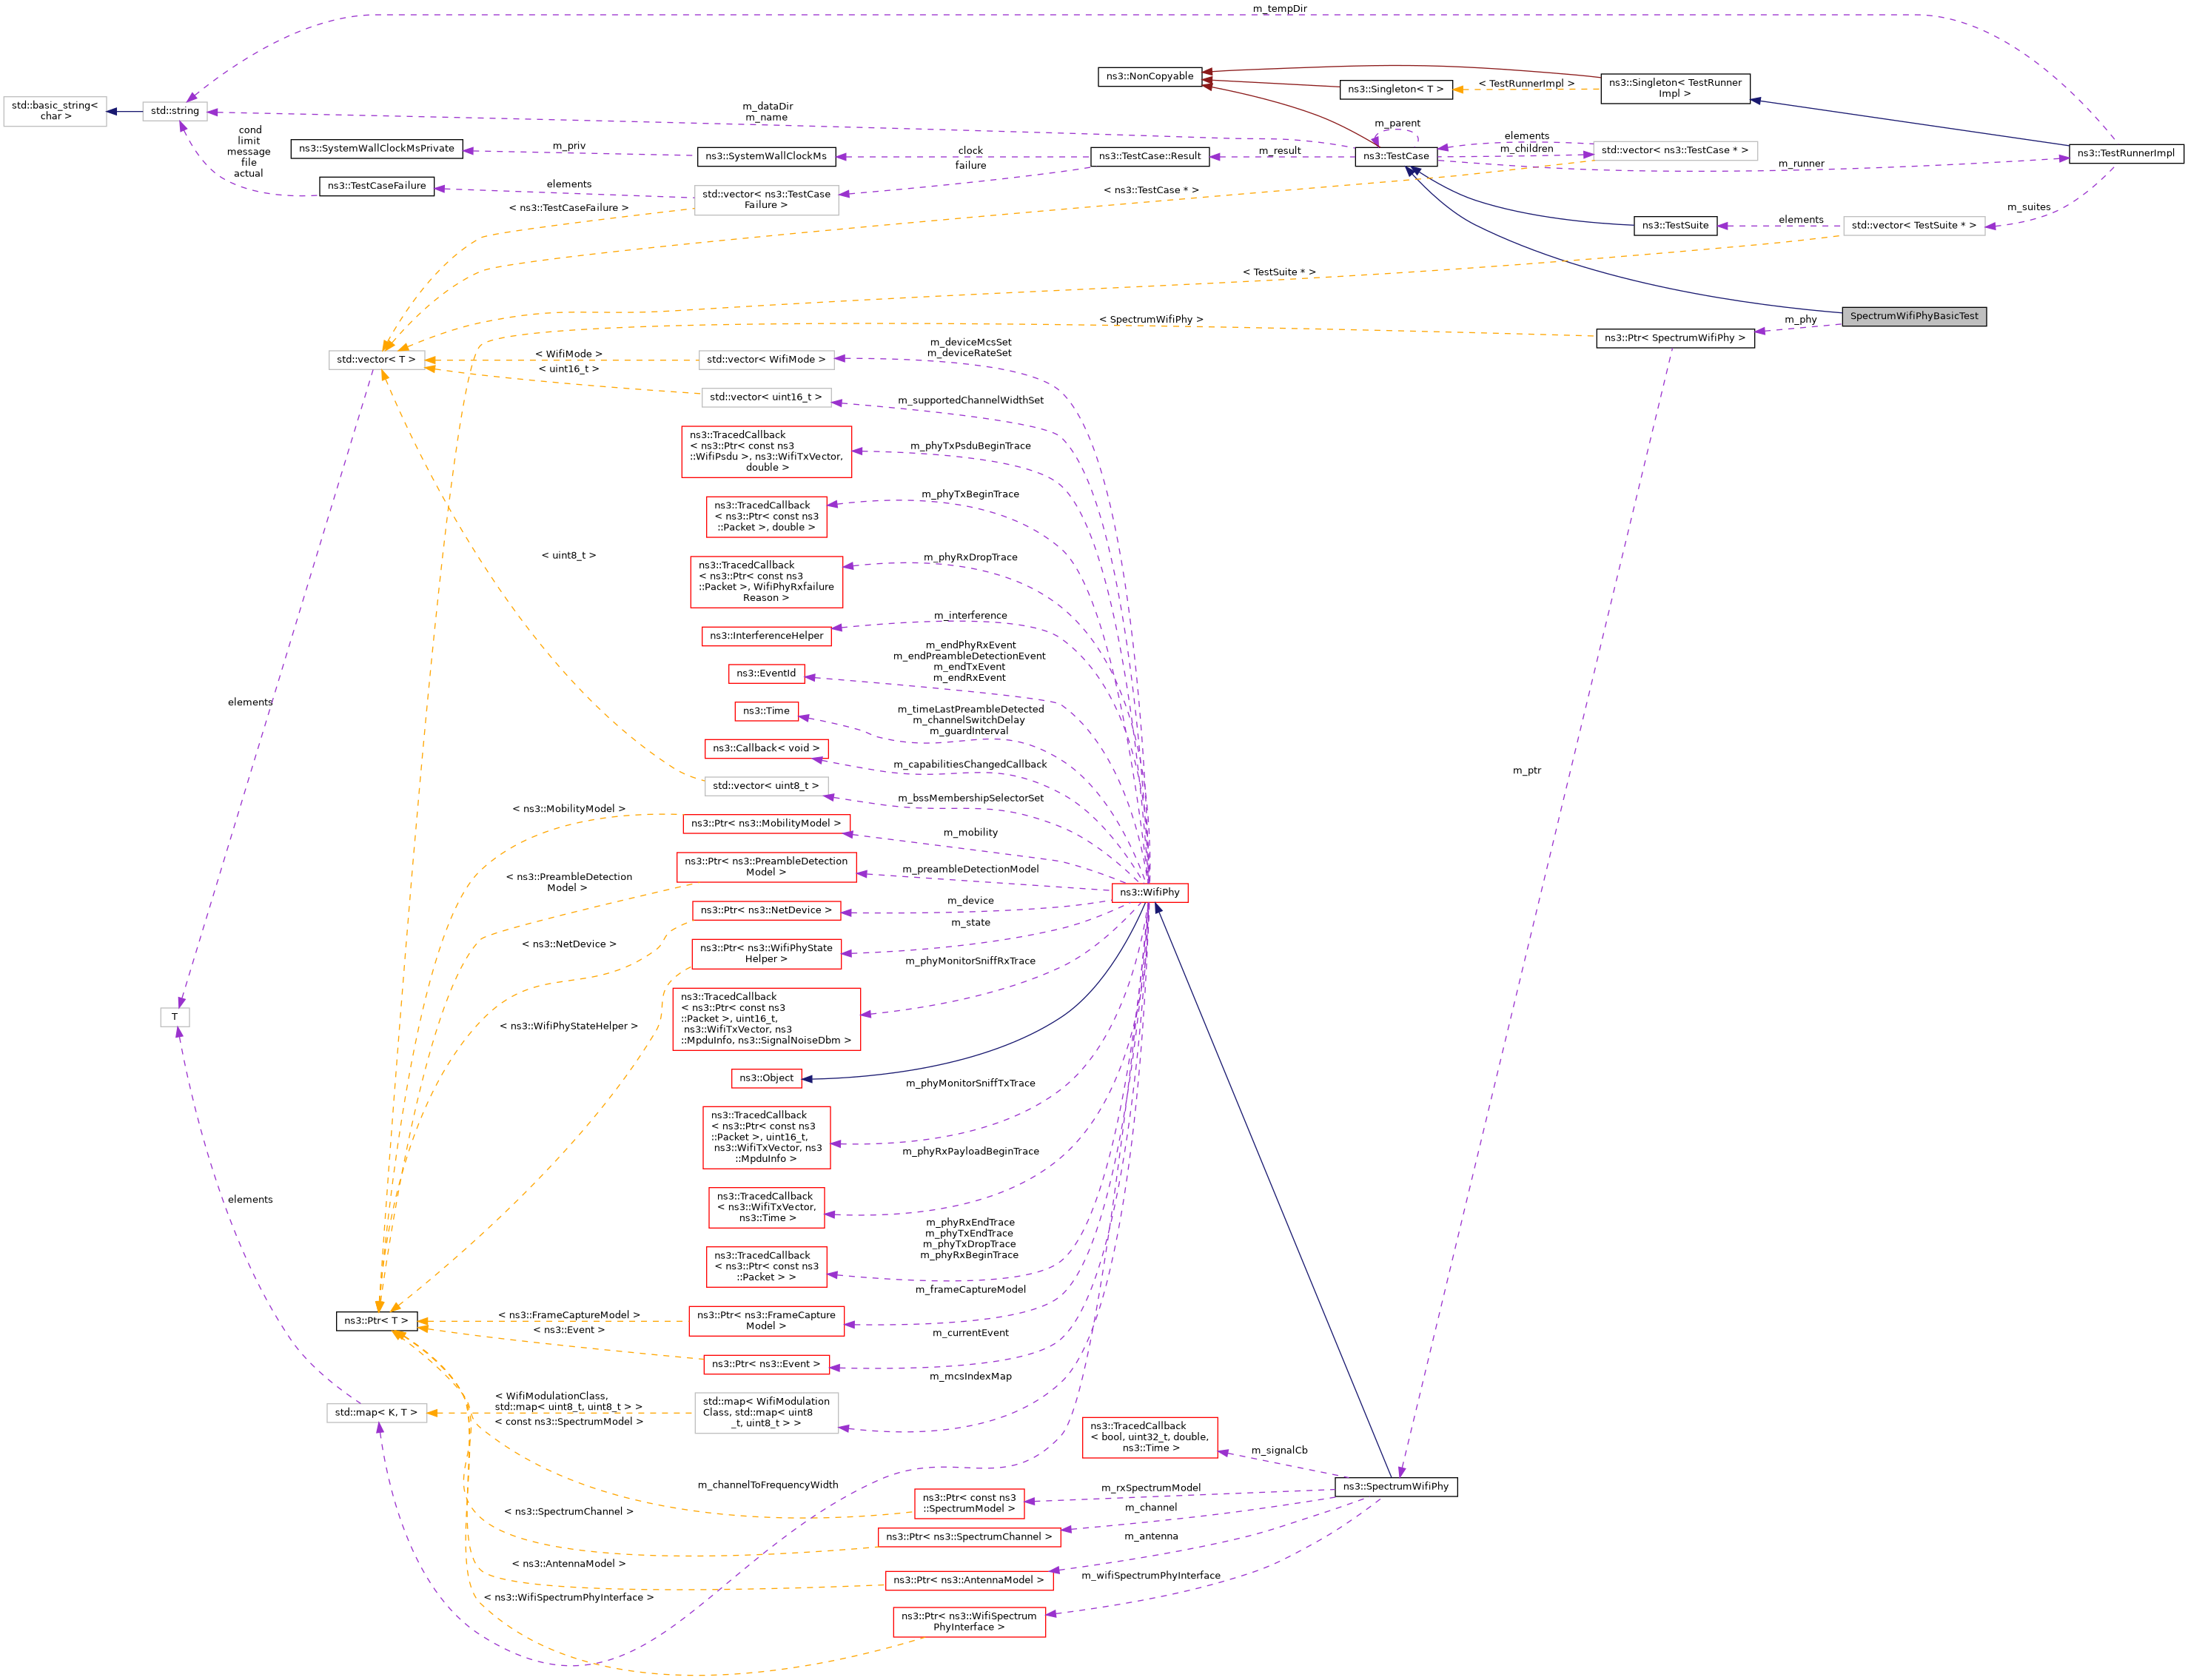 m_tempDir
ns3::NonCopyable
< TestRunnerImpl >
ns3::Singleton< T >
ns3::Singleton< TestRunner
Impl >
std::basic_string<
char >
std::string
m_dataDir
m_name
m_parent
cond
limit
message
file
actual
ns3::SystemWallClockMsPrivate
m_priv
ns3::SystemWallClockMs
clock
failure
ns3::TestCase::Result
m_result
ns3::TestCase
elements
m_children
std::vector< ns3::TestCase * >
m_runner
ns3::TestRunnerImpl
ns3::TestCaseFailure
elements
std::vector< ns3::TestCase
Failure >
< ns3::TestCase * >
< ns3::TestCaseFailure >
ns3::TestSuite
elements
std::vector< TestSuite * >
m_suites
< TestSuite * >
< SpectrumWifiPhy >
SpectrumWifiPhyBasicTest
m_phy
ns3::Ptr< SpectrumWifiPhy >
std::vector< T >
< WifiMode >
< uint16_t >
std::vector< WifiMode >
m_deviceMcsSet
m_deviceRateSet
std::vector< uint16_t >
m_supportedChannelWidthSet
ns3::TracedCallback
< ns3::Ptr< const ns3
::WifiPsdu >, ns3::WifiTxVector,
double >
m_phyTxPsduBeginTrace
ns3::TracedCallback
< ns3::Ptr< const ns3
::Packet >, double >
m_phyTxBeginTrace
< uint8_t >
ns3::TracedCallback
< ns3::Ptr< const ns3
::Packet >, WifiPhyRxfailure
Reason >
m_phyRxDropTrace
ns3::InterferenceHelper
m_interference
ns3::EventId
m_endPhyRxEvent
m_endPreambleDetectionEvent
m_endTxEvent
m_endRxEvent
elements
ns3::Time
m_timeLastPreambleDetected
m_channelSwitchDelay
m_guardInterval
ns3::Callback< void >
m_capabilitiesChangedCallback
m_ptr
std::vector< uint8_t >
m_bssMembershipSelectorSet
< ns3::MobilityModel >
ns3::Ptr< ns3::MobilityModel >
m_mobility
< ns3::PreambleDetection
Model >
ns3::Ptr< ns3::PreambleDetection
Model >
m_preambleDetectionModel
ns3::WifiPhy
ns3::Ptr< ns3::NetDevice >
m_device
< ns3::NetDevice >
m_state
ns3::Ptr< ns3::WifiPhyState
Helper >
m_phyMonitorSniffRxTrace
T
< ns3::WifiPhyStateHelper >
ns3::TracedCallback
< ns3::Ptr< const ns3
::Packet >, uint16_t,
ns3::WifiTxVector, ns3
::MpduInfo, ns3::SignalNoiseDbm >
ns3::Object
m_phyMonitorSniffTxTrace
ns3::TracedCallback
< ns3::Ptr< const ns3
::Packet >, uint16_t,
ns3::WifiTxVector, ns3
::MpduInfo >
m_phyRxPayloadBeginTrace
elements
ns3::TracedCallback
< ns3::WifiTxVector,
ns3::Time >
m_phyRxEndTrace
m_phyTxEndTrace
m_phyTxDropTrace
m_phyRxBeginTrace
ns3::TracedCallback
< ns3::Ptr< const ns3
::Packet > >
m_frameCaptureModel
ns3::Ptr< T >
< ns3::FrameCaptureModel >
< ns3::Event >
ns3::Ptr< ns3::FrameCapture
Model >
m_currentEvent
ns3::Ptr< ns3::Event >
m_mcsIndexMap
std::map< K, T >
< WifiModulationClass,
std::map< uint8_t, uint8_t > >
< const ns3::SpectrumModel >
std::map< WifiModulation
Class, std::map< uint8
_t, uint8_t > >
ns3::TracedCallback
< bool, uint32_t, double,
ns3::Time >
m_signalCb
ns3::SpectrumWifiPhy
m_channelToFrequencyWidth
ns3::Ptr< const ns3
::SpectrumModel >
m_rxSpectrumModel
m_channel
< ns3::SpectrumChannel >
ns3::Ptr< ns3::SpectrumChannel >
m_antenna
< ns3::AntennaModel >
ns3::Ptr< ns3::AntennaModel >
m_wifiSpectrumPhyInterface
< ns3::WifiSpectrumPhyInterface >
ns3::Ptr< ns3::WifiSpectrum
PhyInterface >